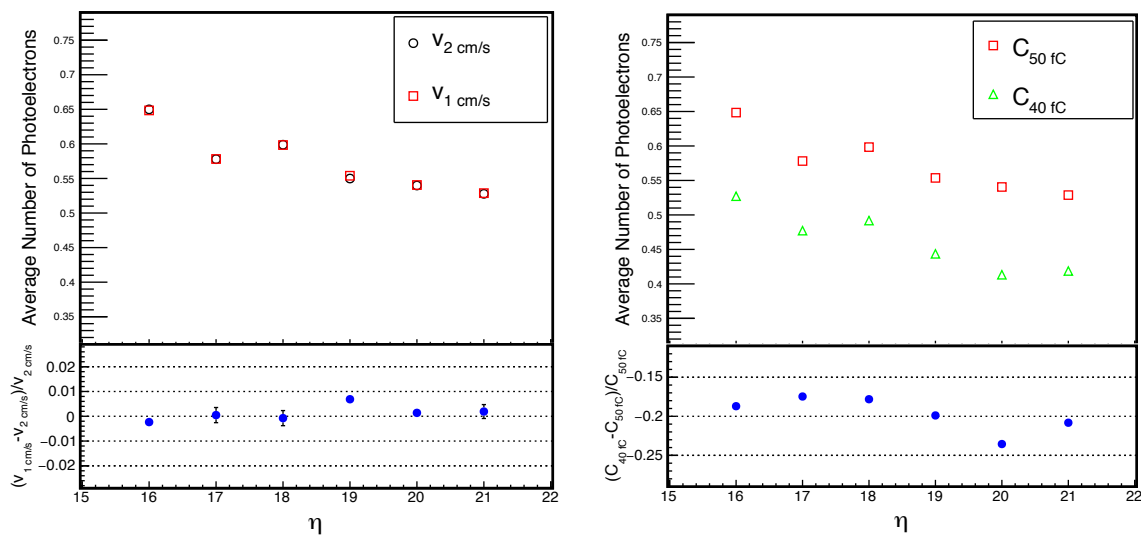 Average Number of Photoelectrons
0.75
0.7
0.65
0.6
0.55
0.5
0.45
0.4
0.35
v2 cm/s
v1 cm/s
(v1 cm/s-v2 cm/s)/v2 cm/s
0.02
0.01
0
−0.01
−0.02
15 16 17 18 19 20 21 22
η
Average Number of Photoelectrons
0.75
0.7
0.65
0.6
0.55
0.5
0.45
0.4
0.35
C50 fC
C40 fC
(C40 fC-C50 fC)/C50 fC
−0.15
−0.2
−0.25
15 16 17 18 19 20 21 22
η